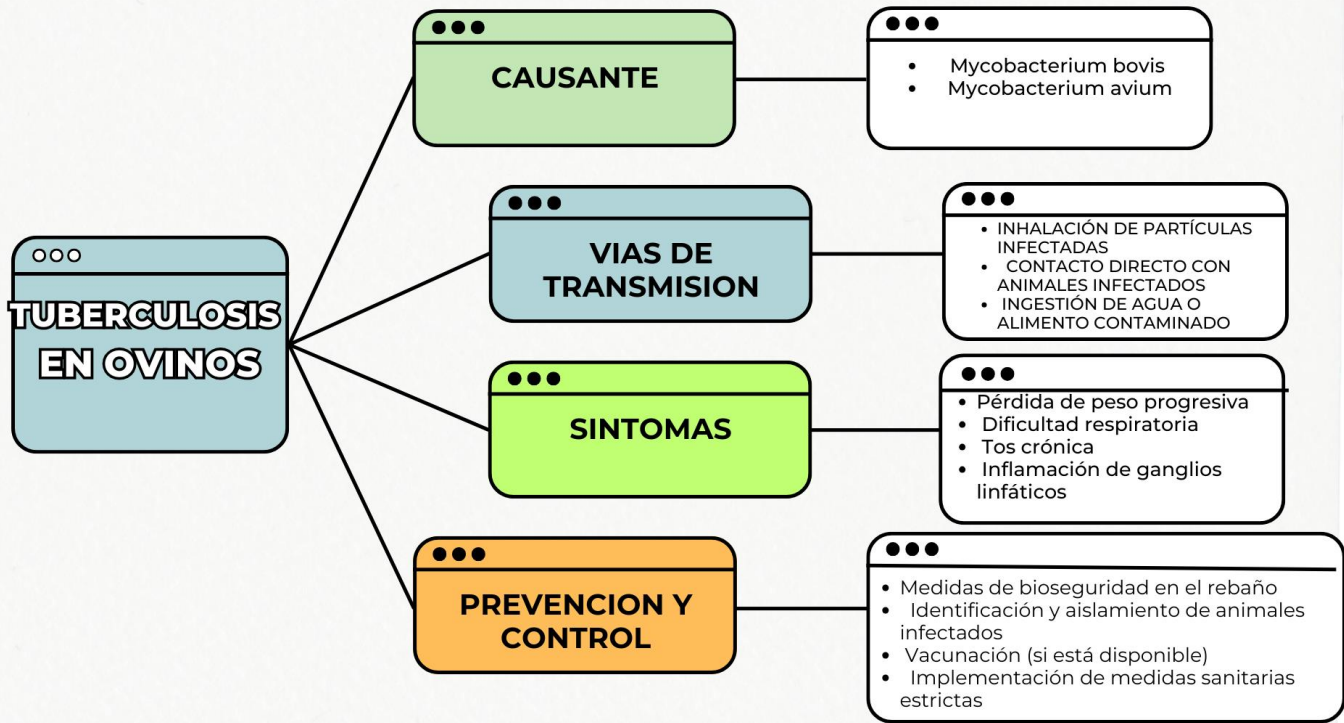 TUBERCULOSIS
EN OVINOS
CAUSANTE
• Mycobacterium bovis
• Mycobacterium avium
VIAS DE
TRANSMISION
• INHALACIÓN DE PARTÍCULAS
INFECTADAS
• CONTACTO DIRECTO CON
ANIMALES INFECTADOS
• INGESTIÓN DE AGUA O
ALIMENTO CONTAMINADO
SINTOMAS
• Pérdida de peso progresiva
• Dificultad respiratoria
• Tos crónica
• Inflamación de ganglios
linfáticos
PREVENCION Y
CONTROL
• Medidas de bioseguridad en el rebaño
• Identificación y aislamiento de animales
infectados
• Vacunación (si está disponible)
• Implementación de medidas sanitarias
estrictas